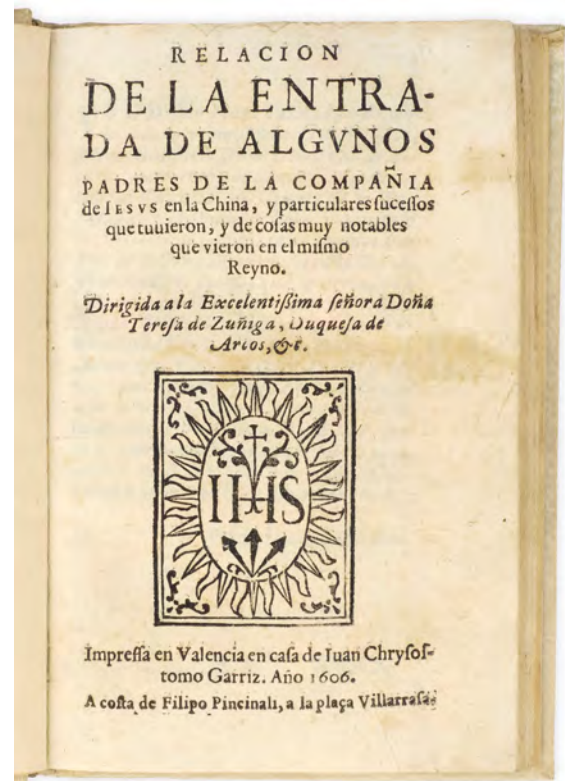 RELACION
DE LA ENTRA-
DA DE ALGVNOS
PADRES DE LA COMPAÑIA
de IESVS en la China, y particulares ſuceſſos
que tuuieron, y de coſas muy notables
que vieron en el miſmo
Reyno.
Dirigida a la Excelentiſsima ſeñora Doña
Tereſa de Zuñiga, Duqueſa de
Arcos, &c.
IHS
Impreſſa en Valencia en caſa de Iuan Chryſoſ-
tomo Garriz. Año 1606.
A coſta de Filipo Pincinali, a la plaça Villarraſa.